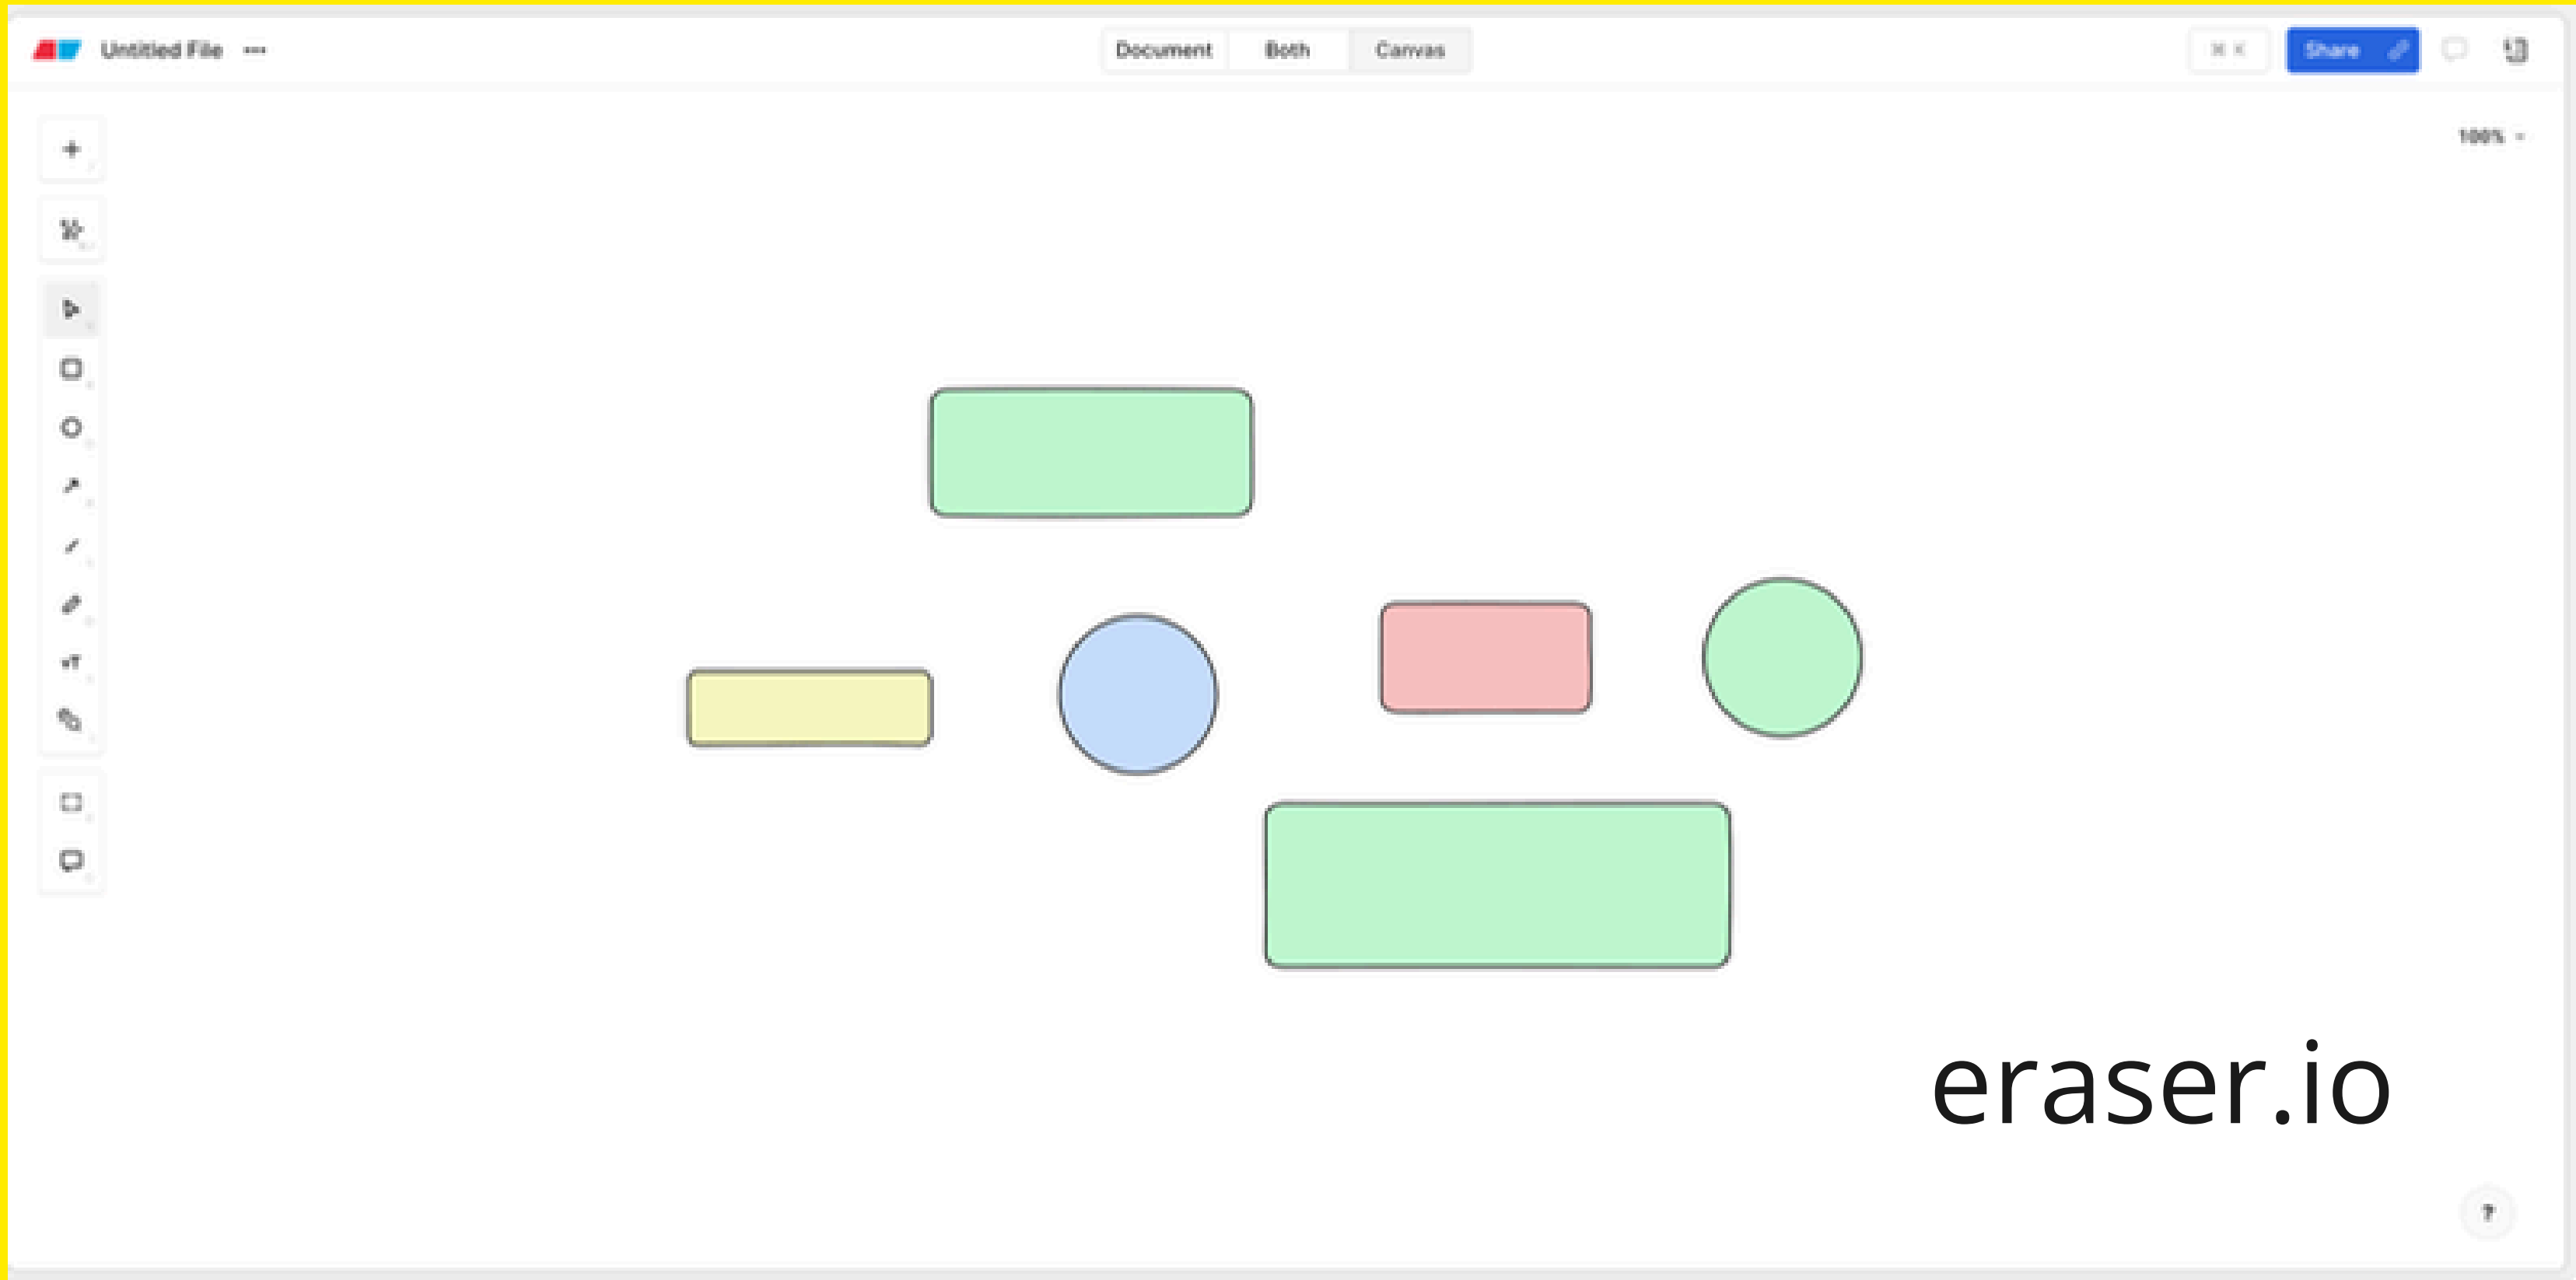 Untitled File
Document Both Canvas
⌘ K
Share
100%
eraser.io
?